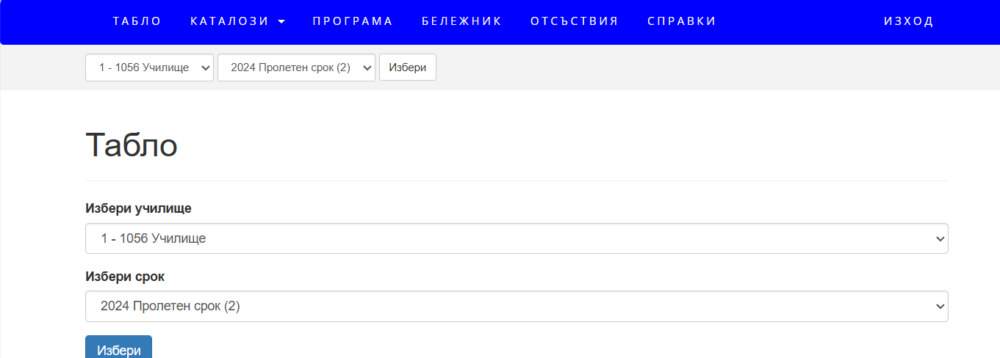 ТАБЛО КАТАЛОЗИ ПРОГРАМА БЕЛЕЖНИК ОТСЪСТВИЯ СПРАВКИ ИЗХОД
1 - 1056 Училище 2024 Пролетен срок (2) Избери
Табло
Избери училище
1 - 1056 Училище
Избери срок
2024 Пролетен срок (2)
Избери